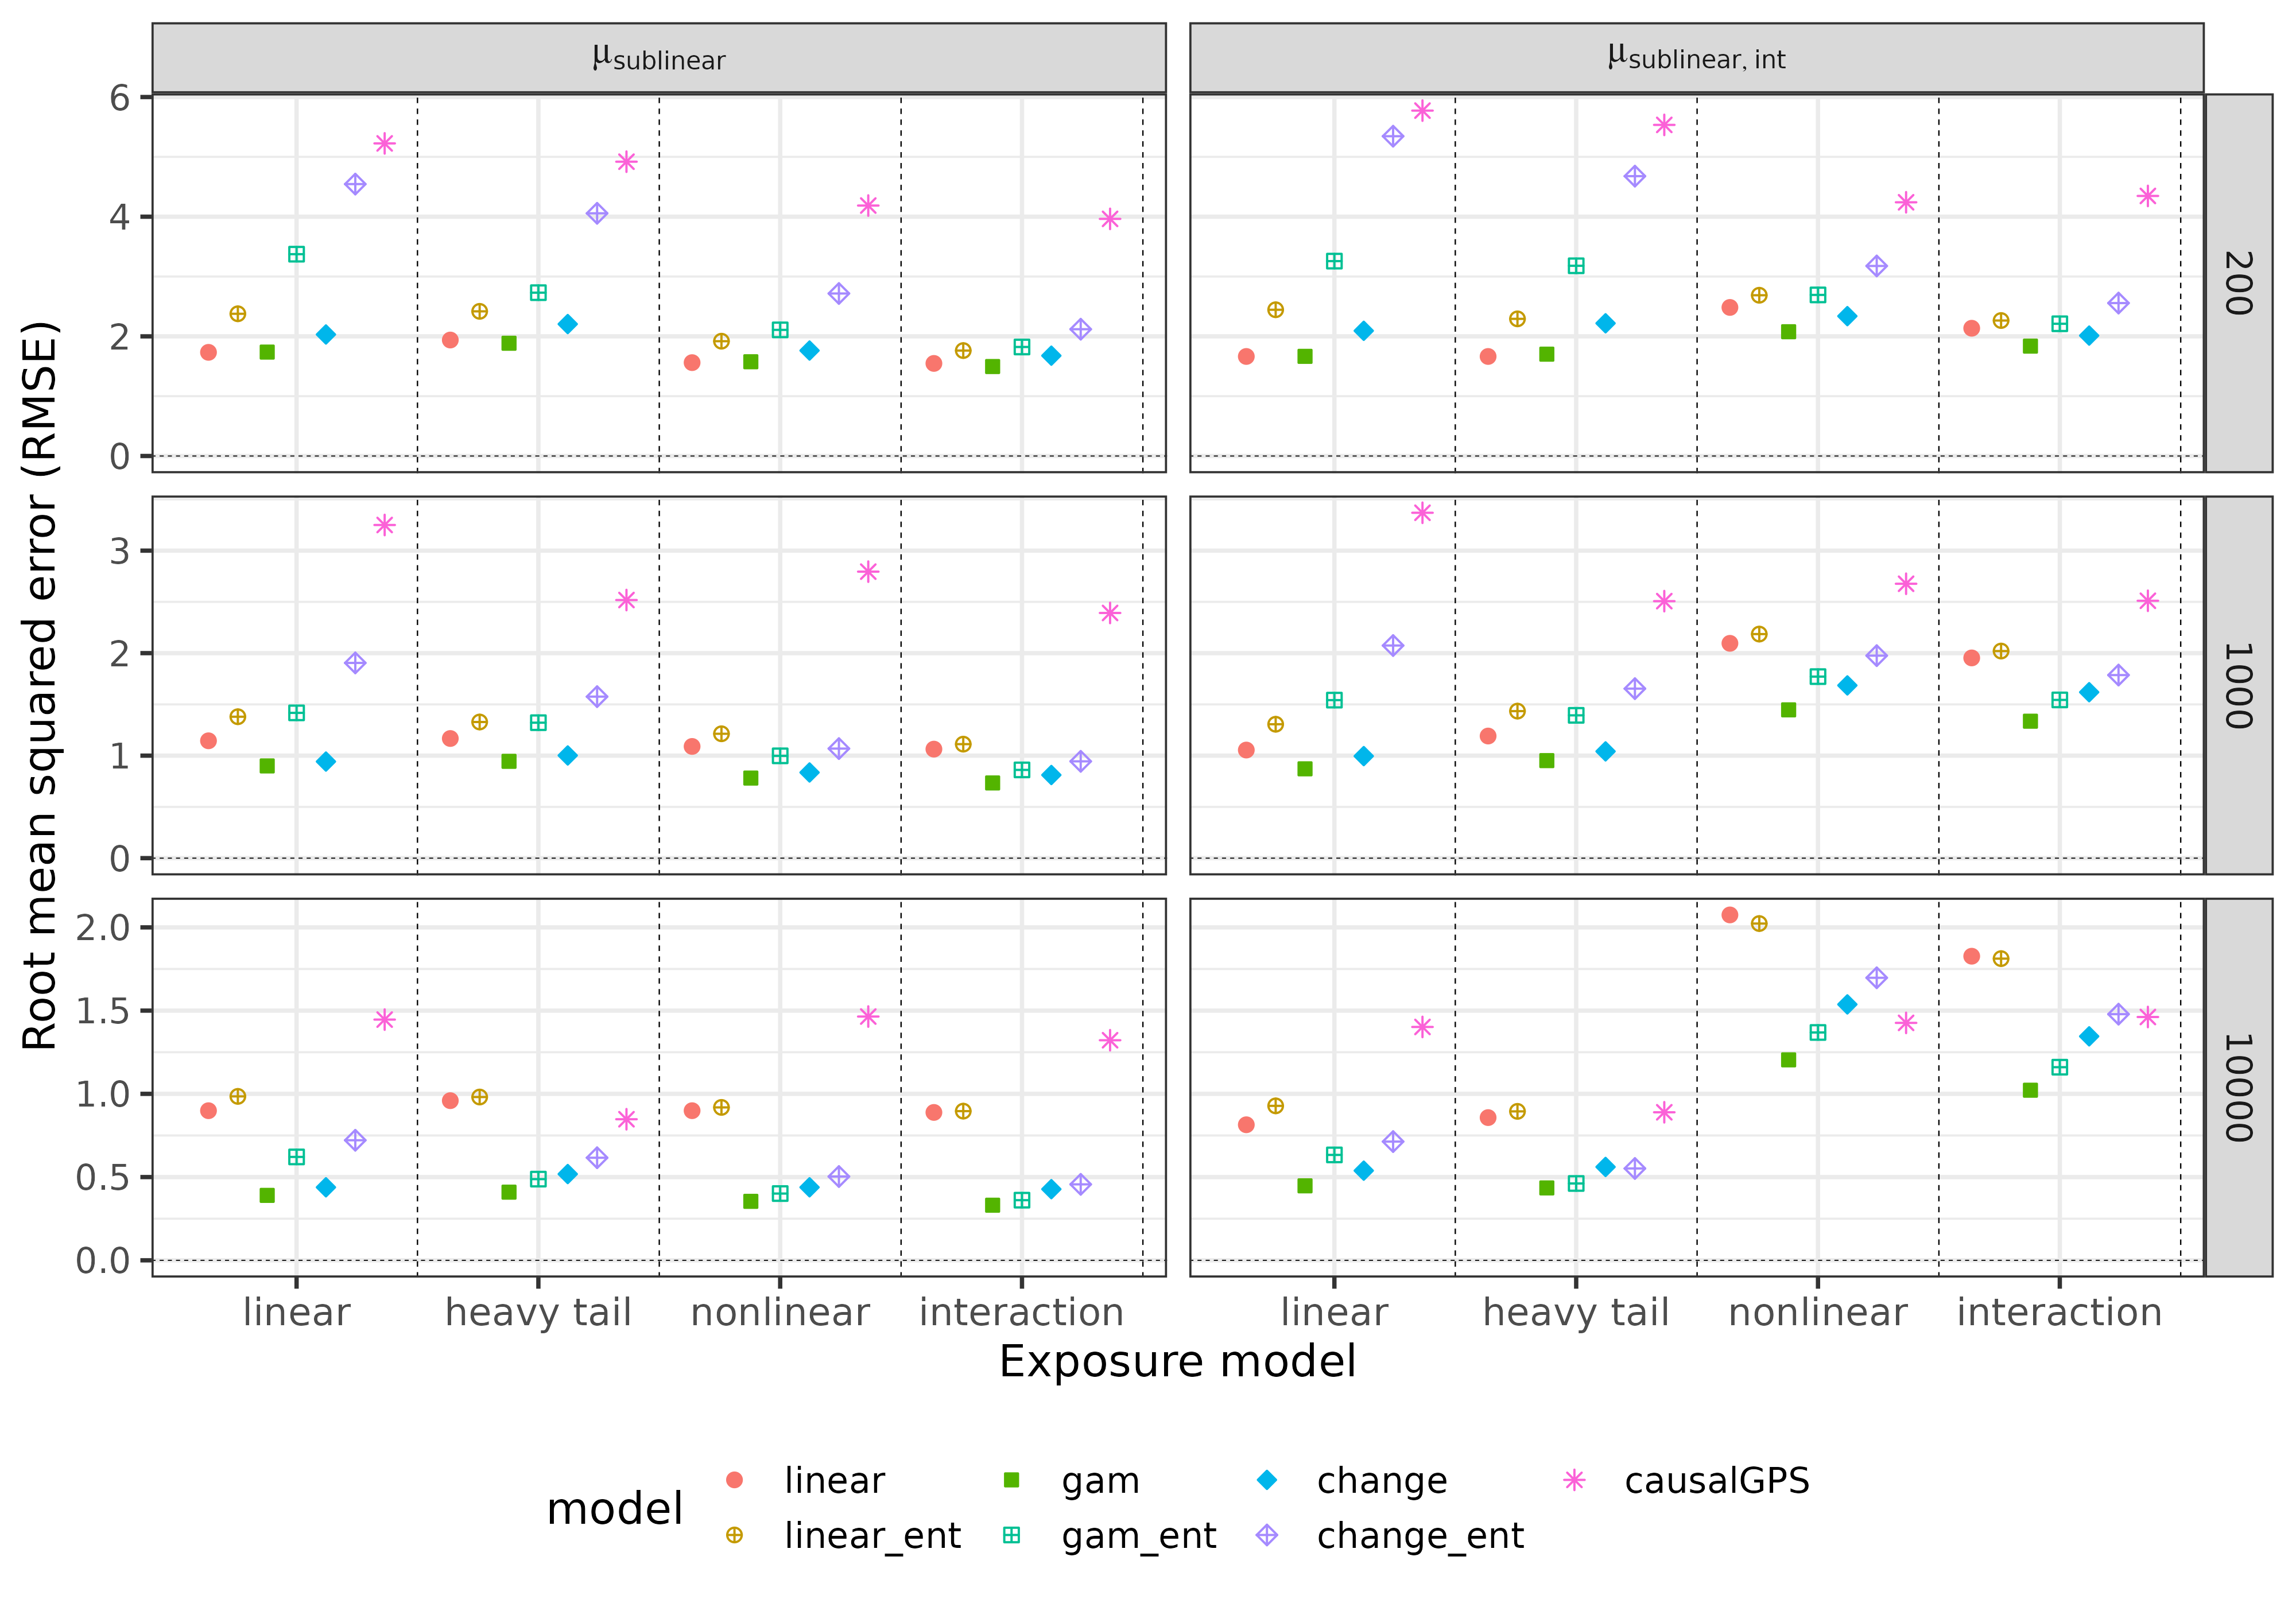 μsublinear
μsublinear, int
Root mean squared error (RMSE)
6
4
2
0
200
3
2
1
0
1000
2.0
1.5
1.0
0.5
0.0
10000
linear heavy tail nonlinear interaction
linear heavy tail nonlinear interaction
Exposure model
model
linear gam change causalGPS
linear_ent gam_ent change_ent